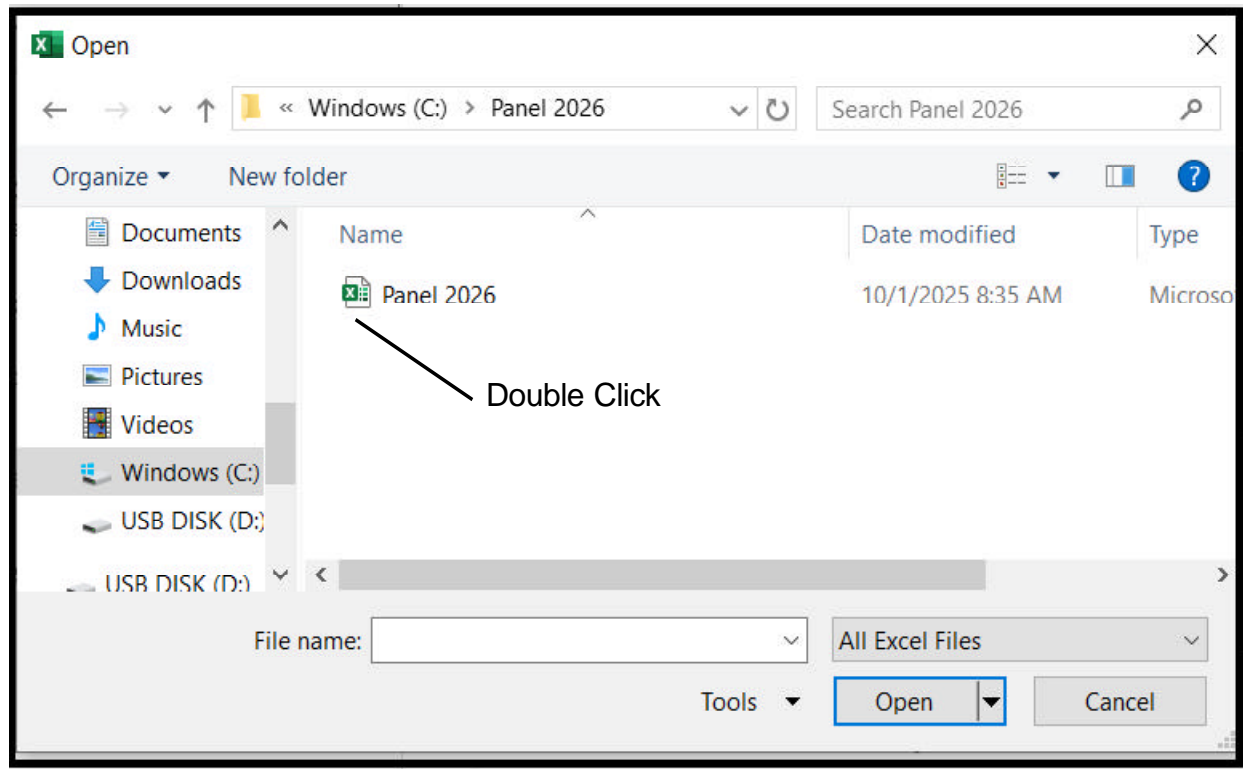 Open
« Windows (C:) > Panel 2026
Search Panel 2026
Organize
New folder
Documents
Name
Date modified
Type
Downloads
Panel 2026
10/1/2025 8:35 AM
Microso
Music
Pictures
Double Click
Videos
Windows (C:)
USB DISK (D:)
USB DISK (D:)
File name:
All Excel Files
Tools
Open
Cancel